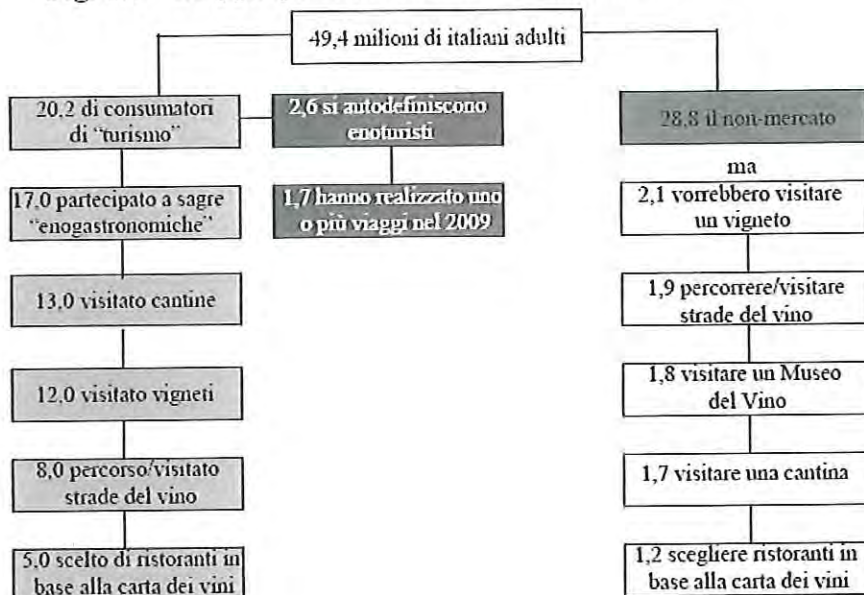 49,4 milioni di italiani adulti
20,2 di consumatori
di "turismo"
2,6 si autodefiniscono
enoturisti
28,8 il non-mercato
17,0 partecipato a sagre
"enogastronomiche"
1,7 hanno realizzato uno
o più viaggi nel 2009
ma
2,1 vorrebbero visitare
un vigneto
13,0 visitato cantine
1,9 percorrere/visitare
strade del vino
12,0 visitato vigneti
1,8 visitare un Museo
del Vino
8,0 percorso/visitato
strade del vino
1,7 visitare una cantina
5,0 scelto di ristoranti in
base alla carta dei vini
1,2 scegliere ristoranti in
base alla carta dei vini